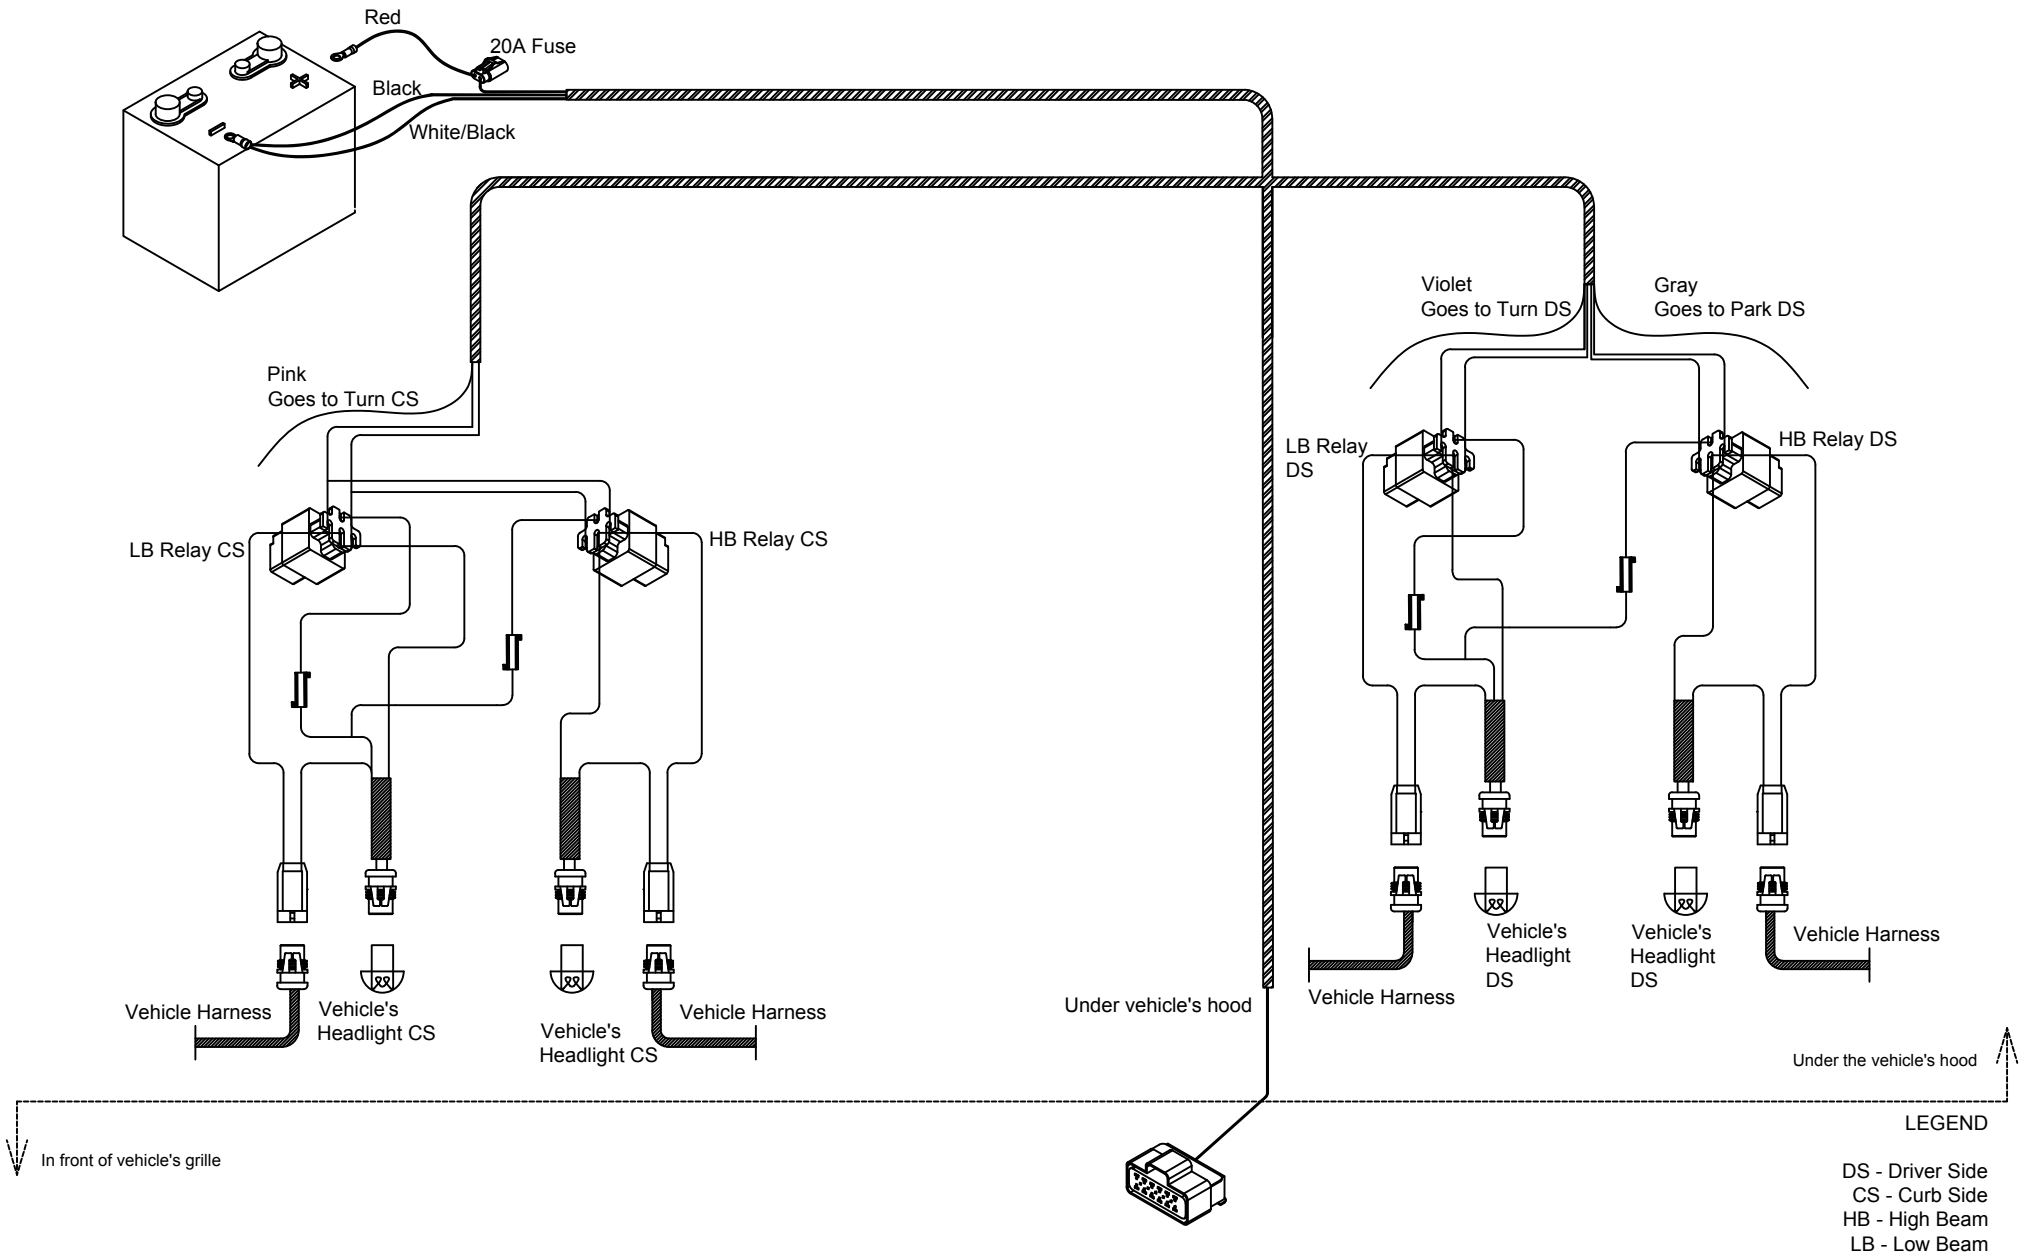 Red
20A Fuse
Black
White/Black
Violet
Goes to Turn DS
Gray
Goes to Park DS
Pink
Goes to Turn CS
LB Relay
DS
HB Relay DS
LB Relay CS
HB Relay CS
Vehicle's
Headlight
DS
Vehicle's
Headlight
DS
Vehicle Harness
Vehicle Harness
Vehicle Harness
Vehicle's
Headlight CS
Vehicle's
Headlight CS
Vehicle Harness
Under vehicle's hood
Under the vehicle's hood
In front of vehicle's grille
LEGEND
DS - Driver Side
CS - Curb Side
HB - High Beam
LB - Low Beam